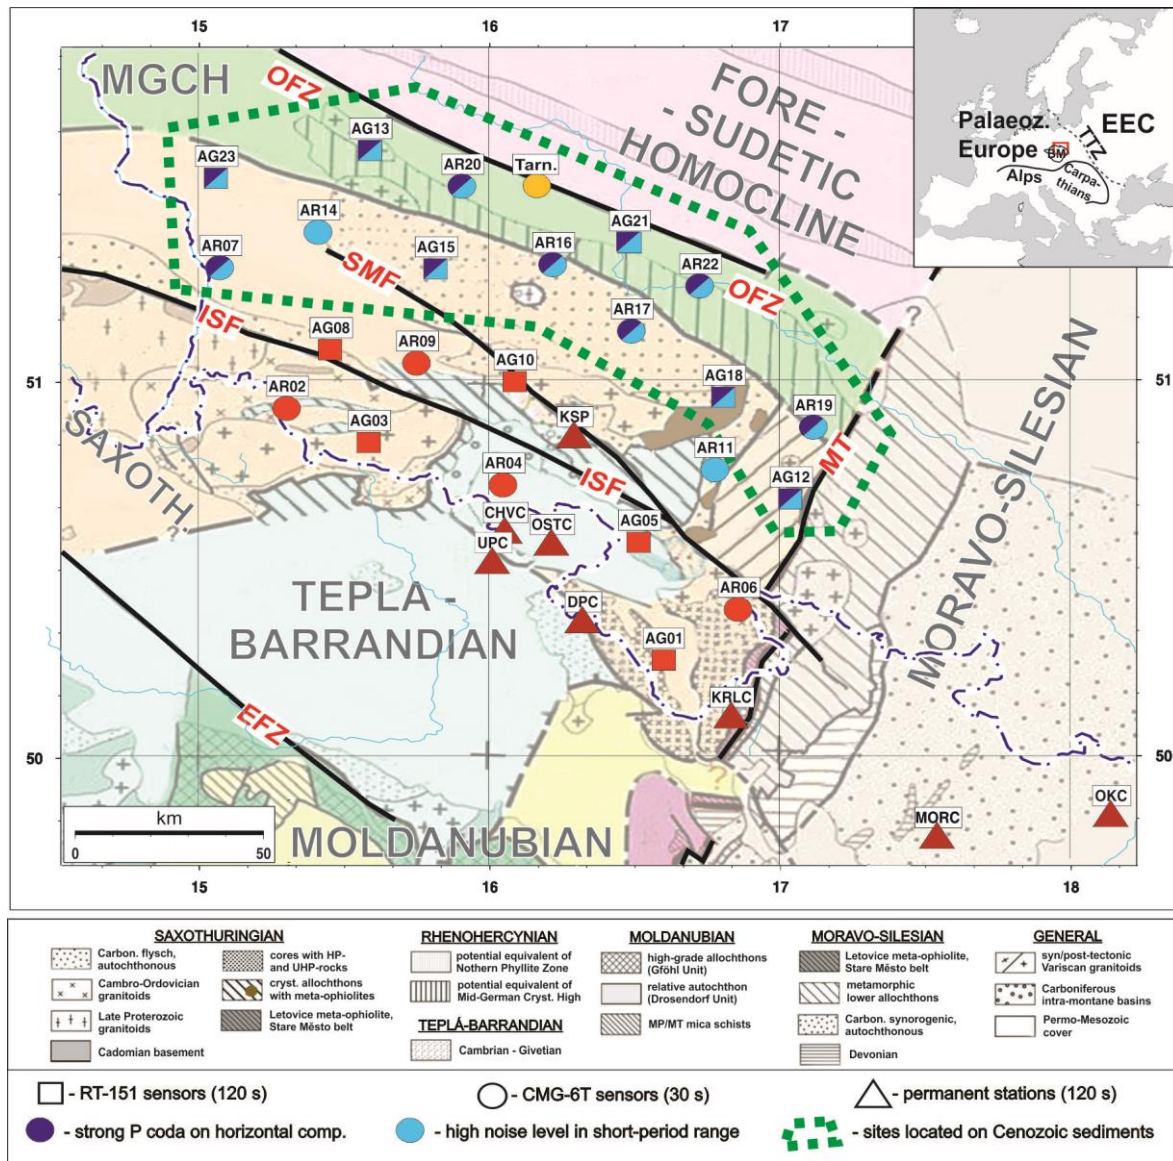 15
16
17
MGCH
OFZ
FORE -
- SUDETIC
HOMOCLINE
Palaeoz.
Europe
EEC
TTZ
BM
Alps
Carpa-
thians
AG13
AG23
AR20
Tarn.
AR14
AG21
AR07
AG15
AR16
AR22
SMF
OFZ
AR17
?
ISF
AG08
AR09
AG10
51
51
AR02
AG18
KSP
AG03
AR19
SAXOTH.
AR11
MT
AR04
ISF
AG12
MORAVO-SILESIAN
CHVC
OSTC
AG05
UPC
?
TEPLA -
BARRANDIAN
DPC
AR06
AG01
KRLC
EFZ
50
50
?
km
0
50
MOLDANUBIAN
MORC
OKC
15
16
17
18
SAXOTHURINGIAN
Carbon. flysch,
autochthonous
Cambro-Ordovician
granitoids
Late Proterozoic
granitoids
Cadomian basement
cores with HP-
and UHP-rocks
cryst. allochthons
with meta-ophiolites
Letovice meta-ophiolite,
Stare Město belt
RHENOHERCYNIAN
potential equivalent of
Nothern Phyllite Zone
potential equivalent of
Mid-German Cryst. High
TEPLÁ-BARRANDIAN
Cambrian - Givetian
MOLDANUBIAN
high-grade allochthons
(Gföhl Unit)
relative autochthon
(Drosendorf Unit)
MP/MT mica schists
MORAVO-SILESIAN
Letovice meta-ophiolite,
Stare Město belt
metamorphic
lower allochthons
Carbon. synorogenic,
autochthonous
Devonian
GENERAL
syn/post-tectonic
Variscan granitoids
Carboniferous
intra-montane basins
Permo-Mesozoic
cover
- RT-151 sensors (120 s)
- CMG-6T sensors (30 s)
- permanent stations (120 s)
- strong P coda on horizontal comp.
- high noise level in short-period range
- sites located on Cenozoic sediments